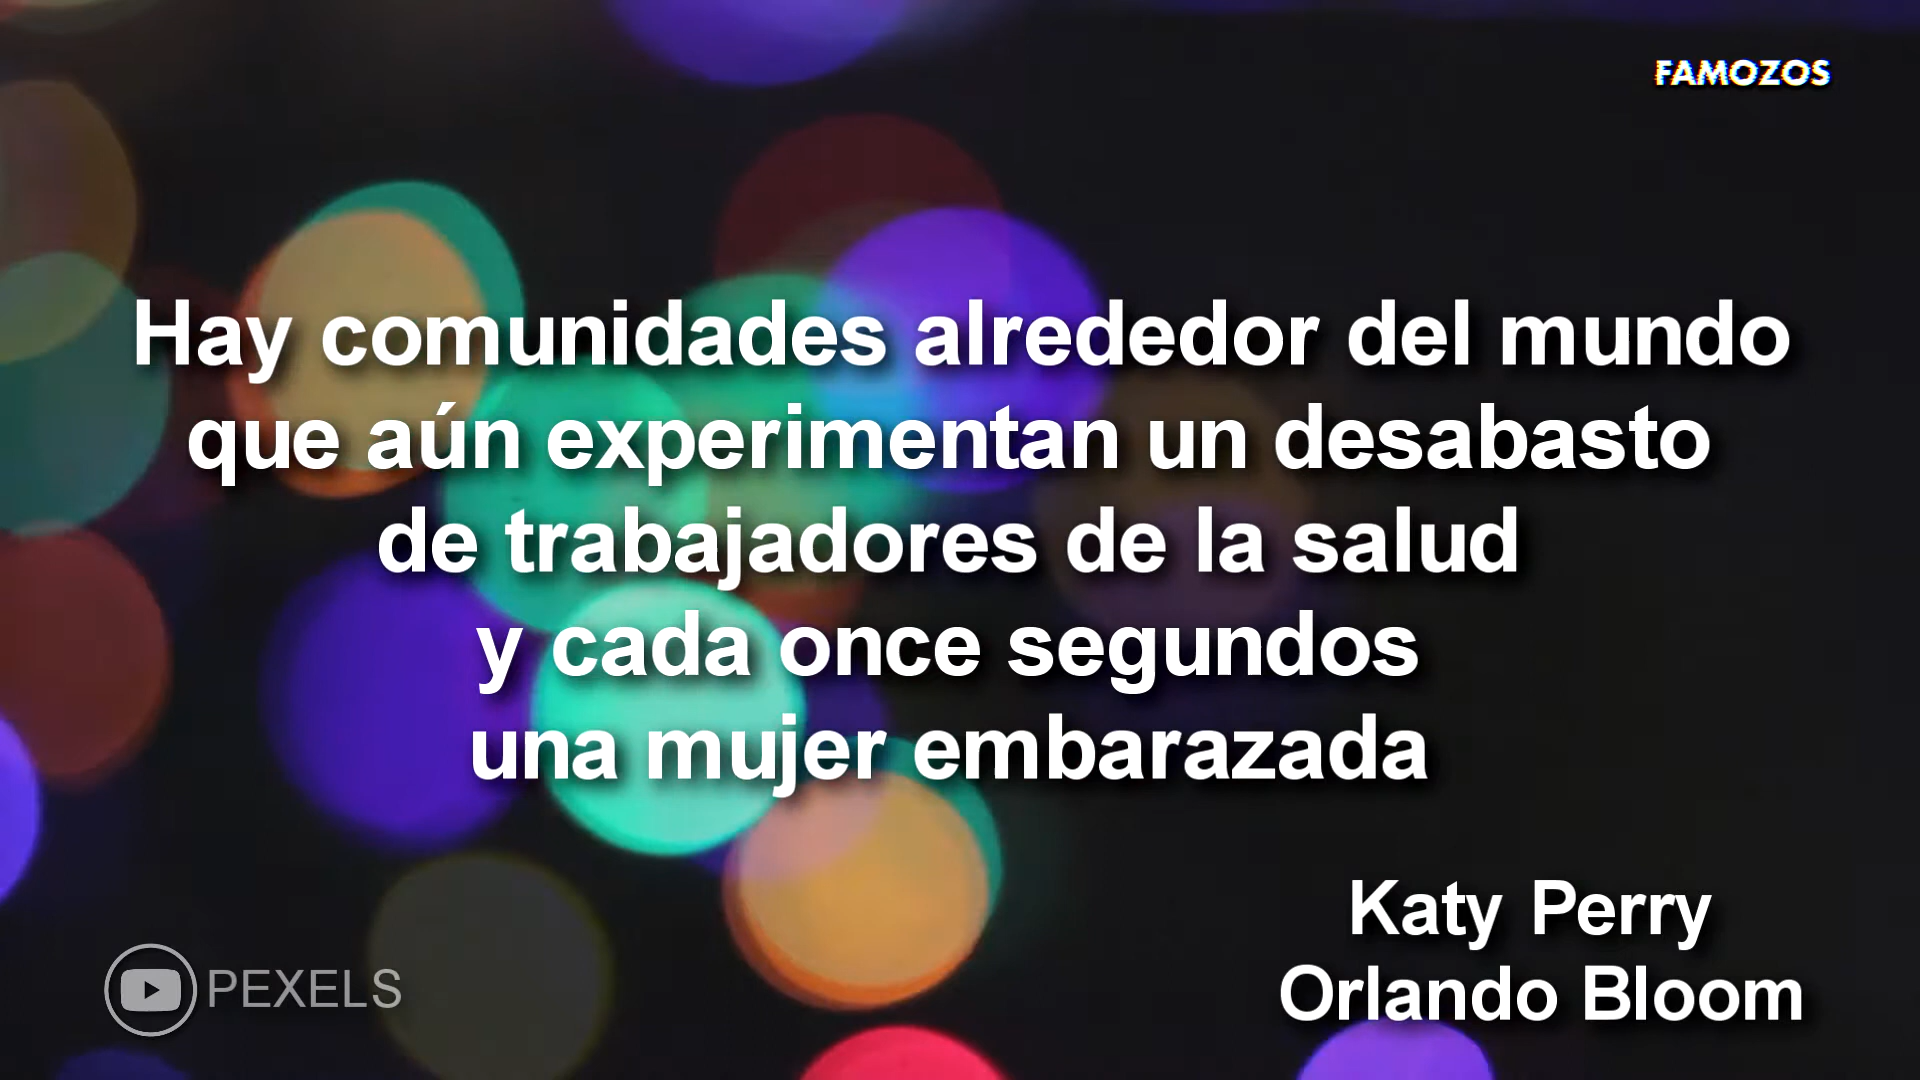 FAMOZOS
Hay comunidades alrededor del mundo
que aún experimentan un desabasto
de trabajadores de la salud
y cada once segundos
una mujer embarazada
Katy Perry
Orlando Bloom
PEXELS